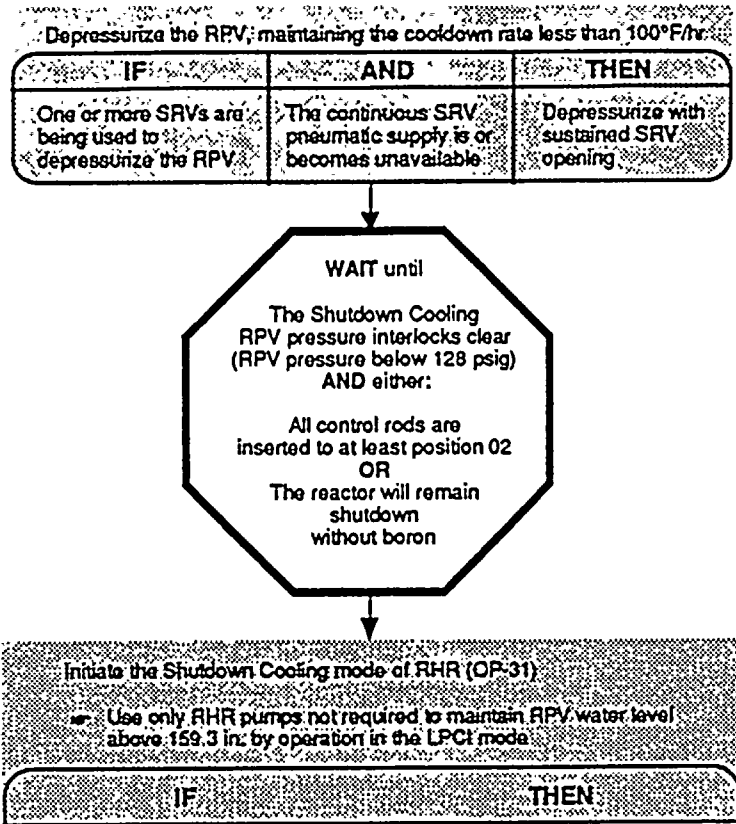 Depressurize the RPV, maintaining the cooldown rate less than 100°F/hr.
IF AND THEN
One or more SRVs are
being used to
depressurize the RPV
The continuous SRV
pneumatic supply is or
becomes unavailable
Depressurize with
sustained SRV
opening
WAIT until
The Shutdown Cooling
RPV pressure interlocks clear
(RPV pressure below 128 psig)
AND either:
All control rods are
inserted to at least position 02
OR
The reactor will remain
shutdown
without boron
Initiate the Shutdown Cooling mode of RHR (OP-31)
Use only RHR pumps not required to maintain RPV water level
above 159.3 in. by operation in the LPCI mode
IF THEN